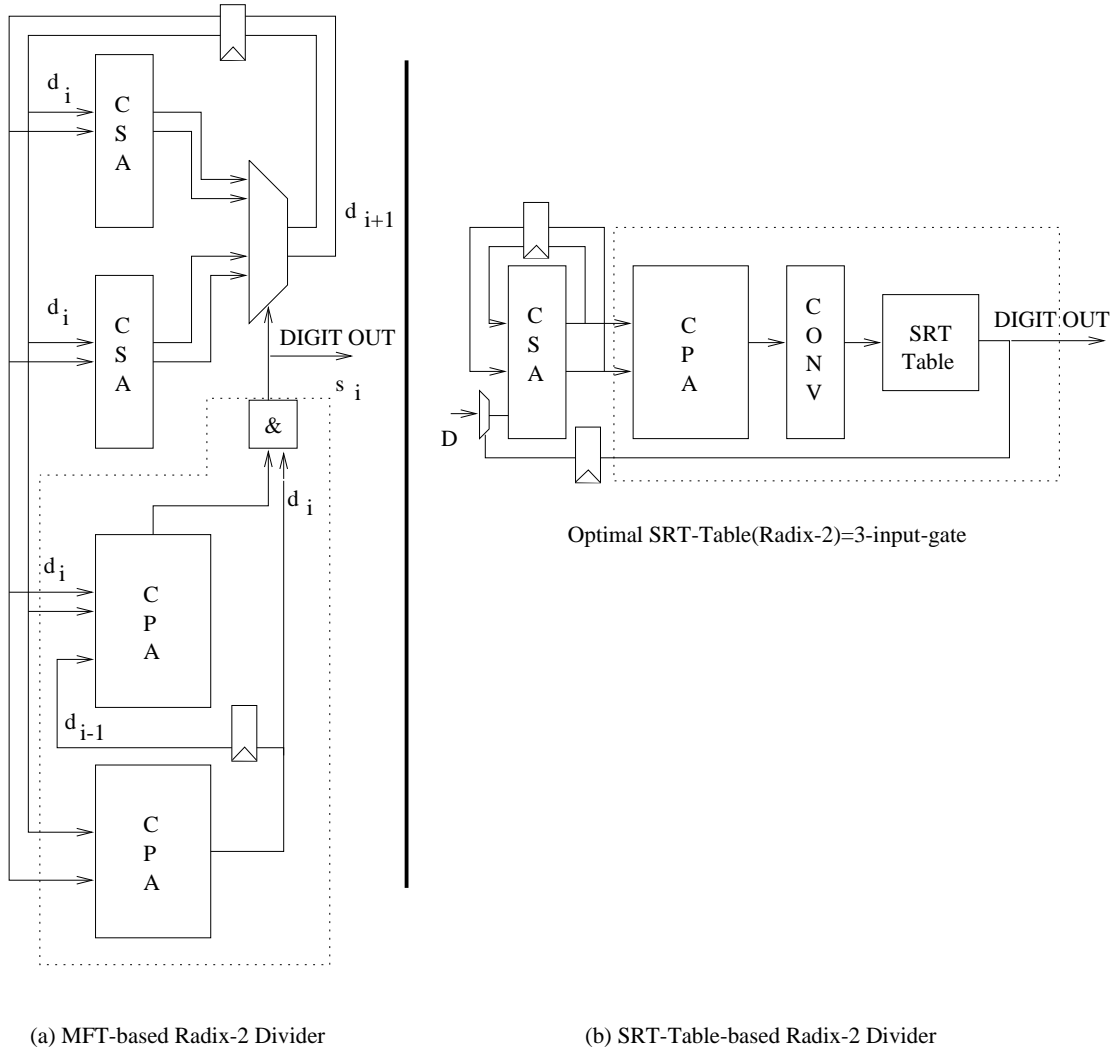 d i
C
S
A
d i+1
d i
C
S
A
DIGIT OUT
s i
&
d i
d i
C
P
A
d i-1
C
P
A
(a) MFT-based Radix-2 Divider
D
C
S
A
C
P
A
C
O
N
V
SRT
Table
DIGIT OUT
Optimal SRT-Table(Radix-2)=3-input-gate
(b) SRT-Table-based Radix-2 Divider